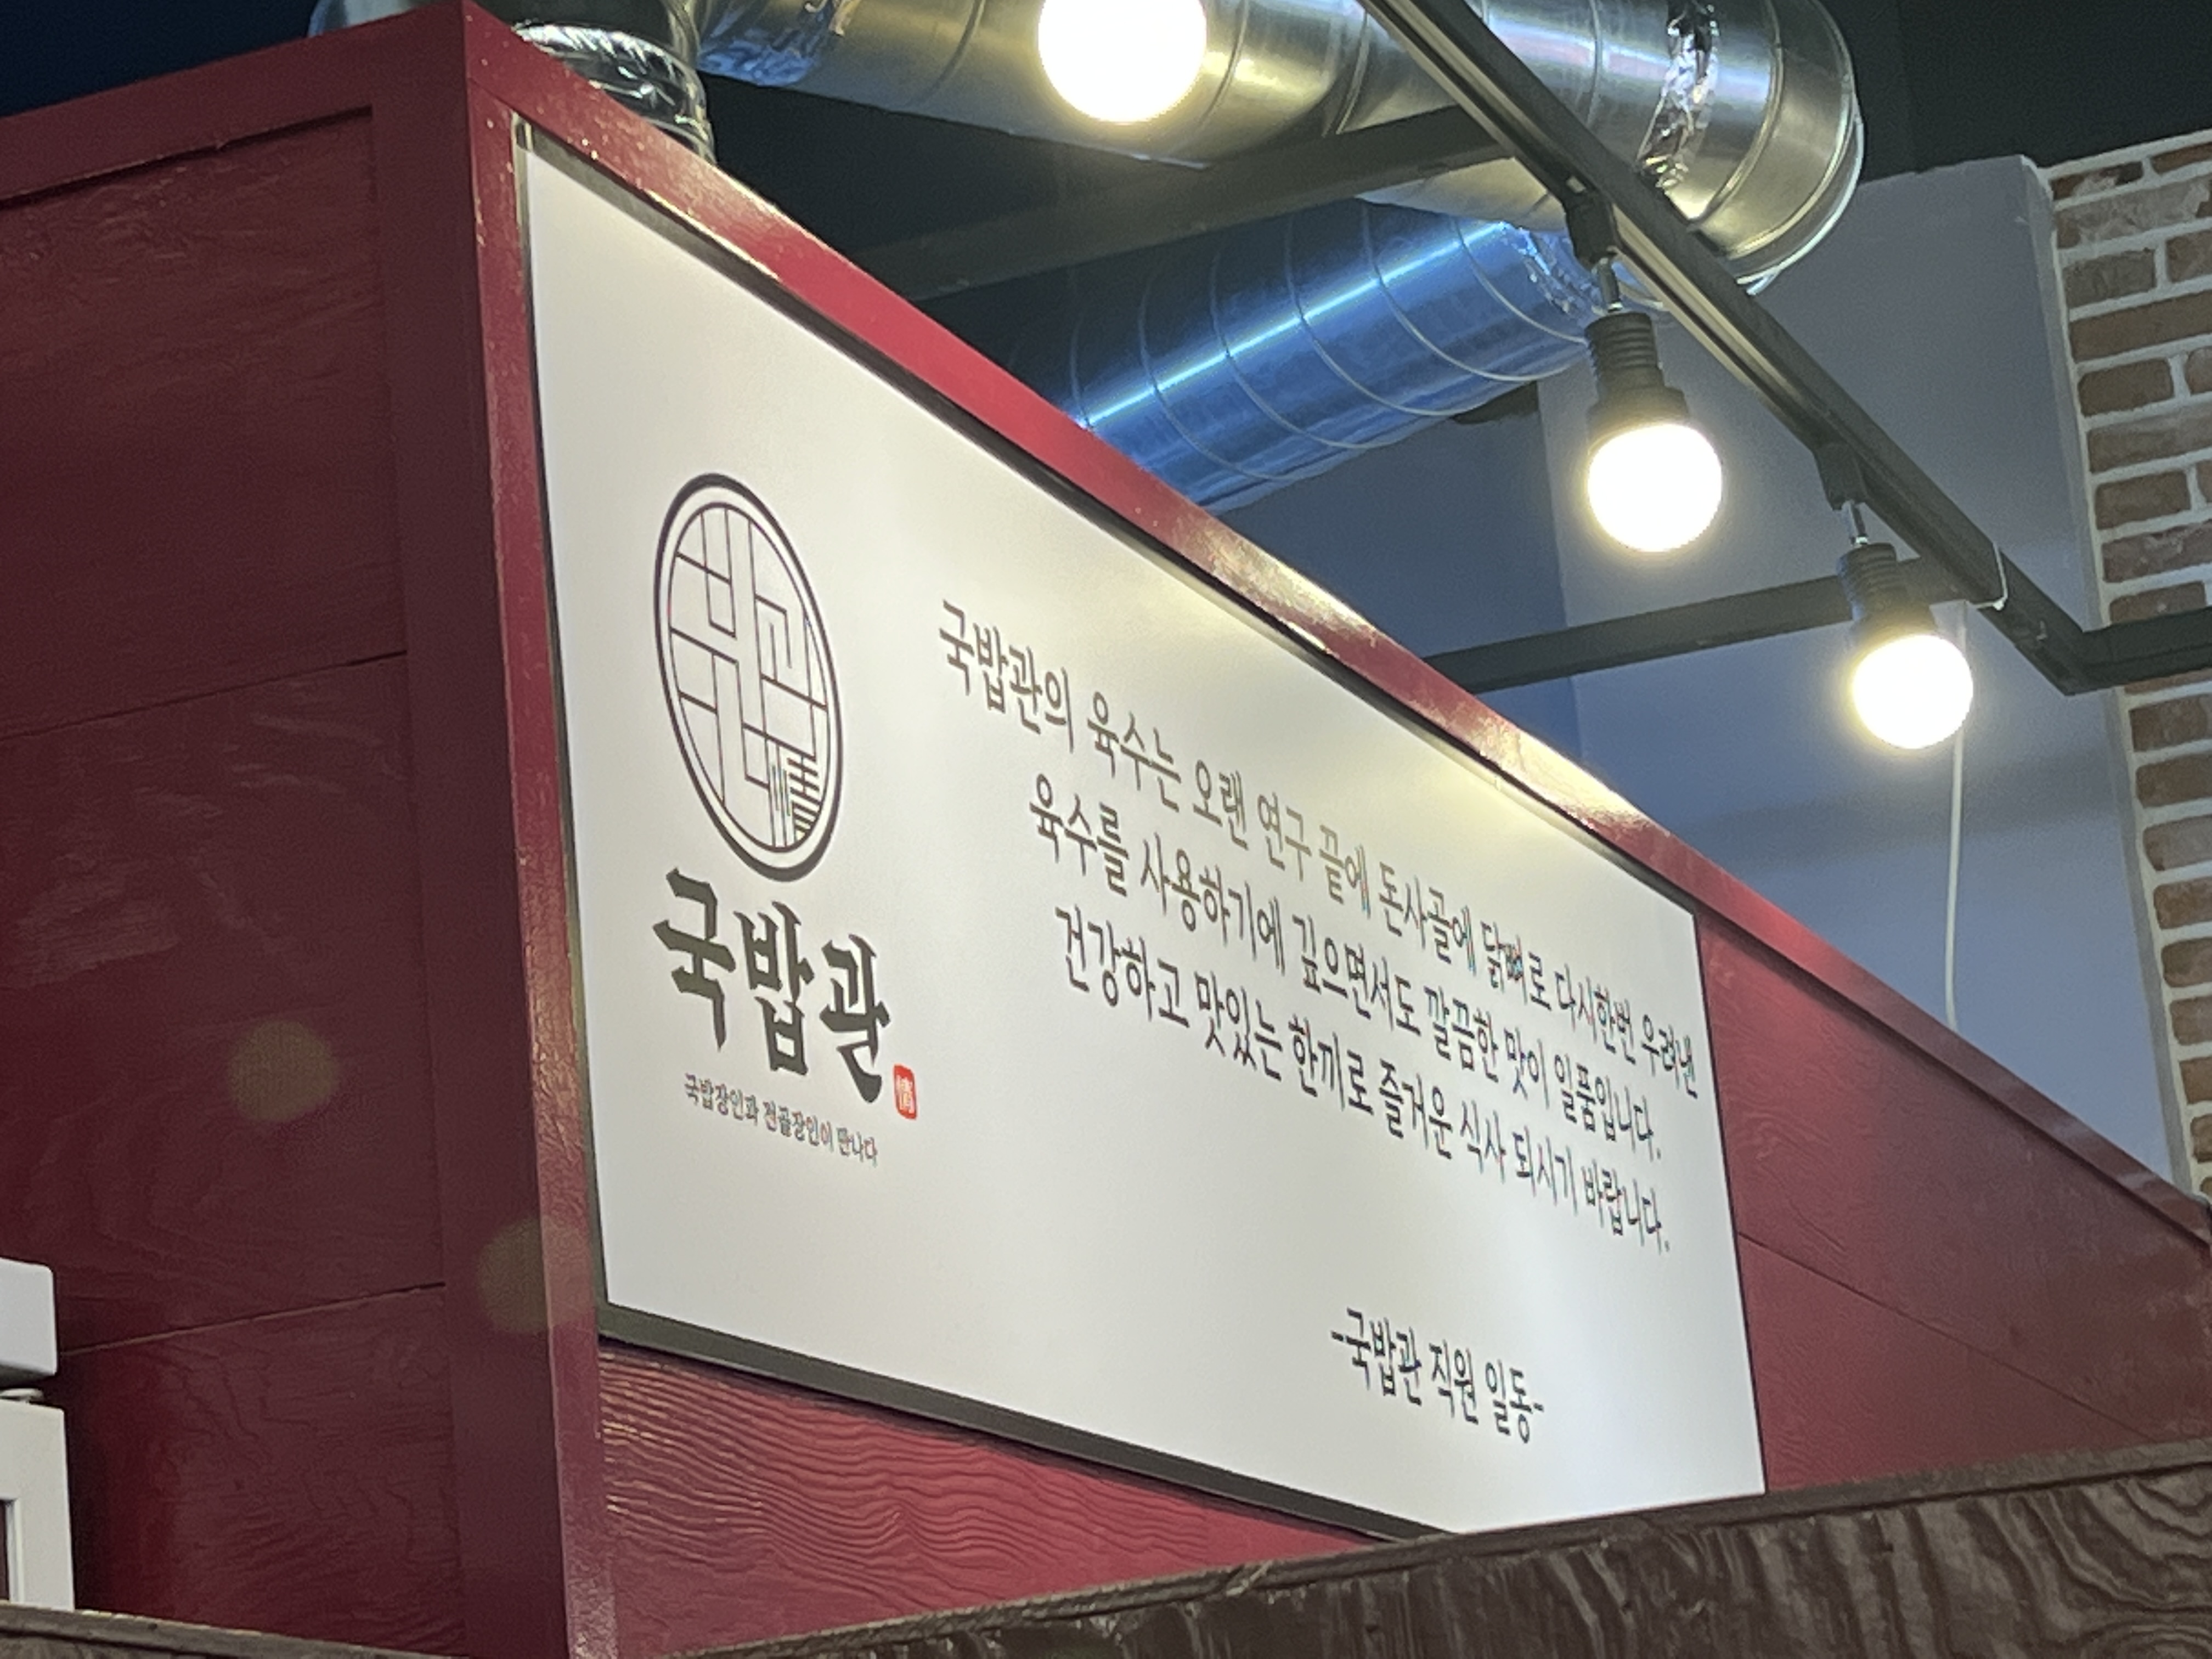 국밥관
情
국밥장인과 전골장인이 만나다
국밥관의 육수는 오랜 연구 끝에 돈사골에 닭뼈로 다시한번 우려낸
육수를 사용하기에 깊으면서도 깔끔한 맛이 일품입니다.
건강하고 맛있는 한끼로 즐거운 식사 되시기 바랍니다.
-국밥관 직원 일동-